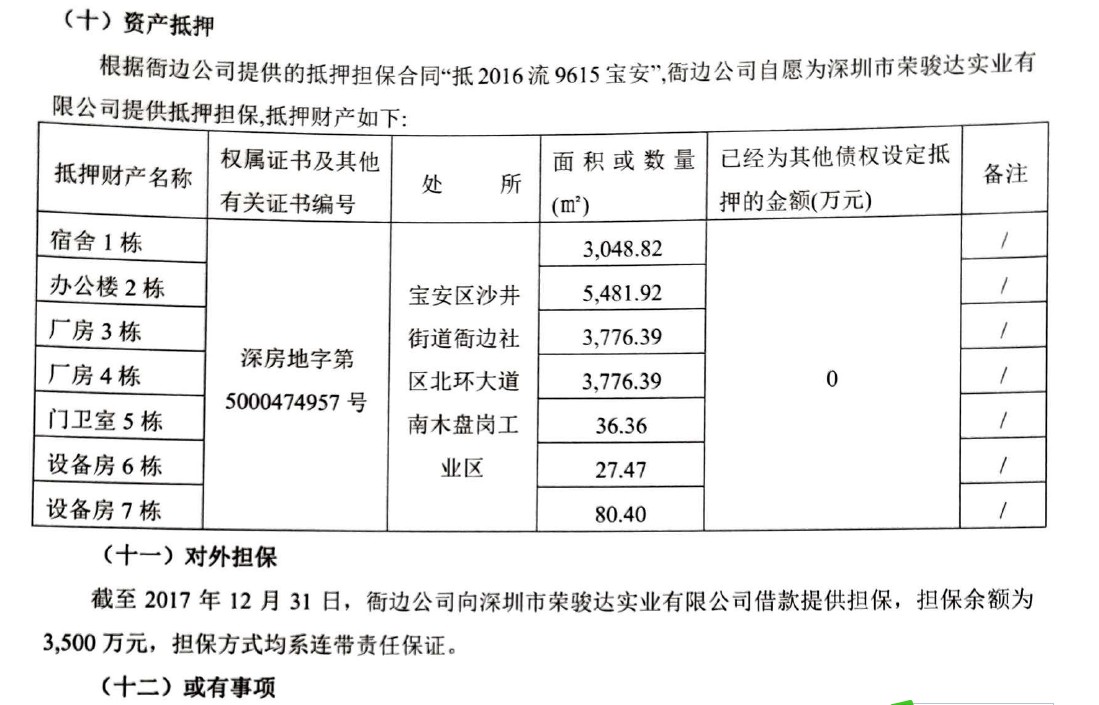 （十）资产抵押
根据衙边公司提供的抵押担保合同“抵 2016 流 9615 宝安”,衙边公司自愿为深圳市荣骏达实业有
限公司提供抵押担保,抵押财产如下:
抵押财产名称 权属证书及其他有关证书编号 处 所 面积或数量(㎡) 已经为其他债权设定抵押的金额(万元) 备注
宿舍 1 栋 3,048.82 /
办公楼 2 栋 5,481.92 /
厂房 3 栋 3,776.39 /
厂房 4 栋 3,776.39 /
门卫室 5 栋 36.36 /
设备房 6 栋 27.47 /
设备房 7 栋 80.40 /
深房地字第
5000474957 号
宝安区沙井
街道衙边社
区北环大道
南木盘岗工
业区
0
（十一）对外担保
截至 2017 年 12 月 31 日，衙边公司向深圳市荣骏达实业有限公司借款提供担保，担保余额为
3,500 万元，担保方式均系连带责任保证。
（十二）或有事项